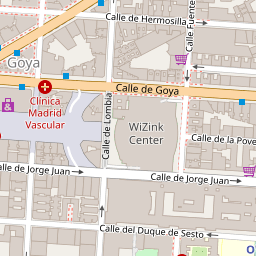 Calle de Hermosilla
Calle Fuente
Goya
Calle de Goya
Clínica
Madrid
Vascular
Calle de Lombia
WiZink
Center
Calle de la Pove
Calle de Jorge Juan
Calle de Jorge Juan
Calle del Duque de Sesto
O